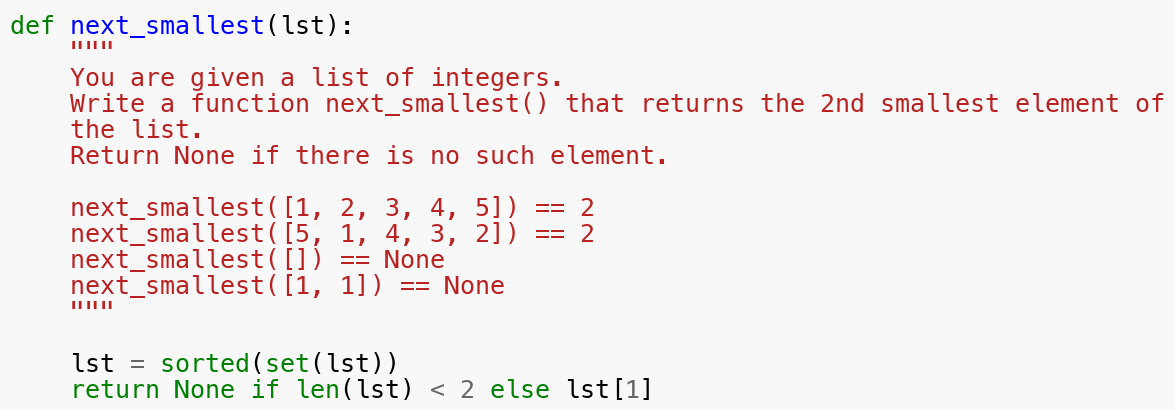 def next_smallest(lst):
    """
    You are given a list of integers.
    Write a function next_smallest() that returns the 2nd smallest element of
    the list.
    Return None if there is no such element.

    next_smallest([1, 2, 3, 4, 5]) == 2
    next_smallest([5, 1, 4, 3, 2]) == 2
    next_smallest([]) == None
    next_smallest([1, 1]) == None
    """

    lst = sorted(set(lst))
    return None if len(lst) < 2 else lst[1]